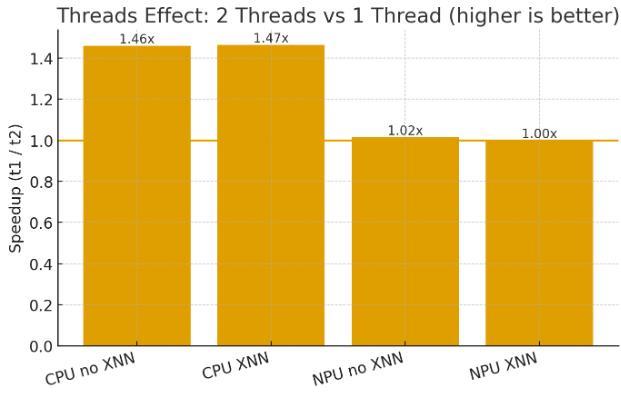 Threads Effect: 2 Threads vs 1 Thread (higher is better)
Speedup (t1 / t2)
1.4
1.2
1.0
0.8
0.6
0.4
0.2
0.0
1.46x
1.47x
1.02x
1.00x
CPU no XNN
CPU XNN
NPU no XNN
NPU XNN